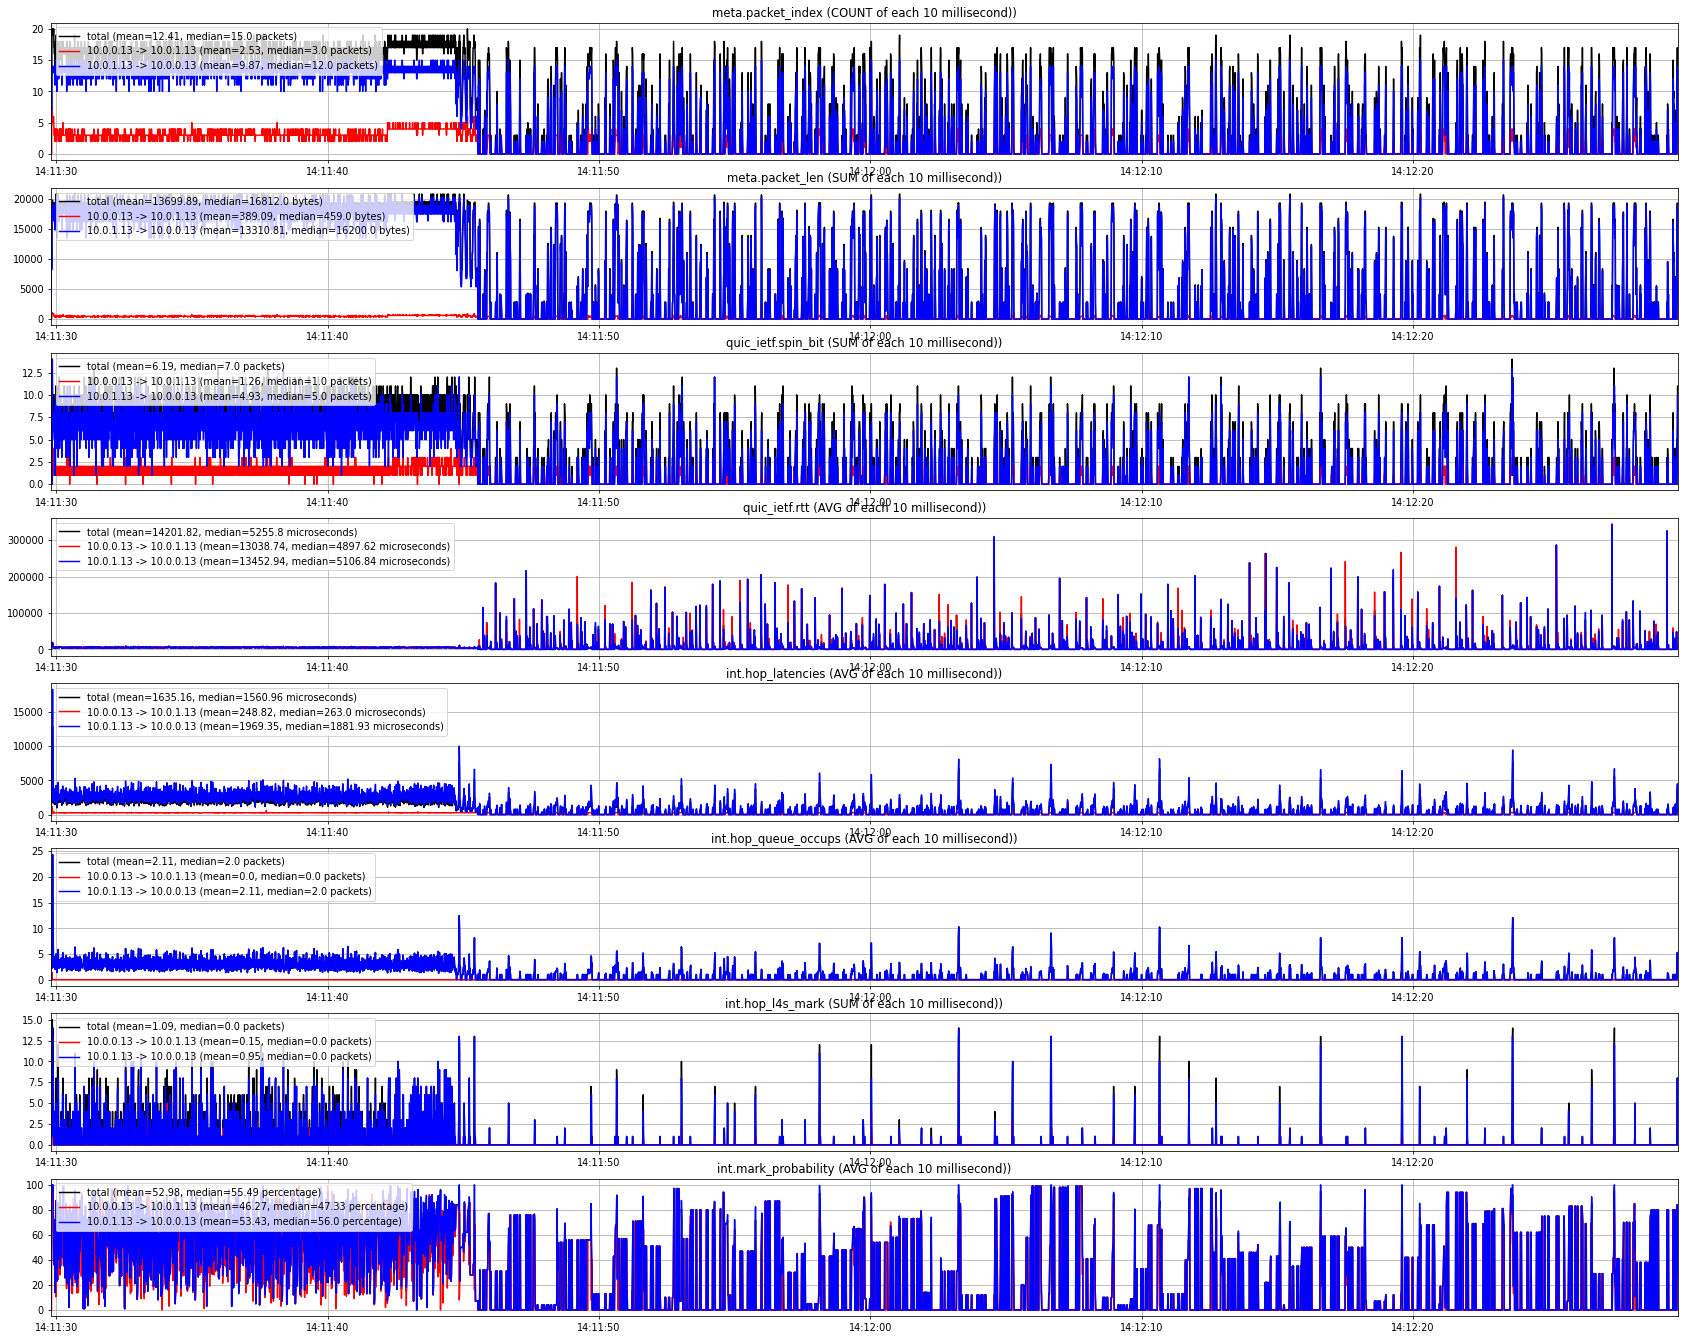 meta.packet_index (COUNT of each 10 millisecond))
20
15
10
5
0
total (mean=12.41, median=15.0 packets)
10.0.0.13 -> 10.0.1.13 (mean=2.53, median=3.0 packets)
10.0.1.13 -> 10.0.0.13 (mean=9.87, median=12.0 packets)
14:11:30 14:11:40 14:11:50 14:12:00 14:12:10 14:12:20
meta.packet_len (SUM of each 10 millisecond))
20000
15000
10000
5000
0
total (mean=13699.89, median=16812.0 bytes)
10.0.0.13 -> 10.0.1.13 (mean=389.09, median=459.0 bytes)
10.0.1.13 -> 10.0.0.13 (mean=13310.81, median=16200.0 bytes)
14:11:30 14:11:40 14:11:50 14:12:00 14:12:10 14:12:20
quic_ietf.spin_bit (SUM of each 10 millisecond))
12.5
10.0
7.5
5.0
2.5
0.0
total (mean=6.19, median=7.0 packets)
10.0.0.13 -> 10.0.1.13 (mean=1.26, median=1.0 packets)
10.0.1.13 -> 10.0.0.13 (mean=4.93, median=5.0 packets)
14:11:30 14:11:40 14:11:50 14:12:00 14:12:10 14:12:20
quic_ietf.rtt (AVG of each 10 millisecond))
300000
200000
100000
0
total (mean=14201.82, median=5255.8 microseconds)
10.0.0.13 -> 10.0.1.13 (mean=13038.74, median=4897.62 microseconds)
10.0.1.13 -> 10.0.0.13 (mean=13452.94, median=5106.84 microseconds)
14:11:30 14:11:40 14:11:50 14:12:00 14:12:10 14:12:20
int.hop_latencies (AVG of each 10 millisecond))
15000
10000
5000
0
total (mean=1635.16, median=1560.96 microseconds)
10.0.0.13 -> 10.0.1.13 (mean=248.82, median=263.0 microseconds)
10.0.1.13 -> 10.0.0.13 (mean=1969.35, median=1881.93 microseconds)
14:11:30 14:11:40 14:11:50 14:12:00 14:12:10 14:12:20
int.hop_queue_occups (AVG of each 10 millisecond))
25
20
15
10
5
0
total (mean=2.11, median=2.0 packets)
10.0.0.13 -> 10.0.1.13 (mean=0.0, median=0.0 packets)
10.0.1.13 -> 10.0.0.13 (mean=2.11, median=2.0 packets)
14:11:30 14:11:40 14:11:50 14:12:00 14:12:10 14:12:20
int.hop_l4s_mark (SUM of each 10 millisecond))
15.0
12.5
10.0
7.5
5.0
2.5
0.0
total (mean=1.09, median=0.0 packets)
10.0.0.13 -> 10.0.1.13 (mean=0.15, median=0.0 packets)
10.0.1.13 -> 10.0.0.13 (mean=0.95, median=0.0 packets)
14:11:30 14:11:40 14:11:50 14:12:00 14:12:10 14:12:20
int.mark_probability (AVG of each 10 millisecond))
100
80
60
40
20
0
total (mean=52.98, median=55.49 percentage)
10.0.0.13 -> 10.0.1.13 (mean=46.27, median=47.33 percentage)
10.0.1.13 -> 10.0.0.13 (mean=53.43, median=56.0 percentage)
14:11:30 14:11:40 14:11:50 14:12:00 14:12:10 14:12:20